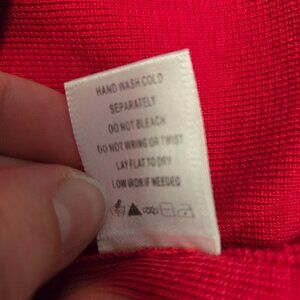 HAND WASH COLD
SEPARATELY
DO NOT BLEACH
DO NOT WRING OR TWIST
LAY FLAT TO DRY
LOW IRON IF NEEDED